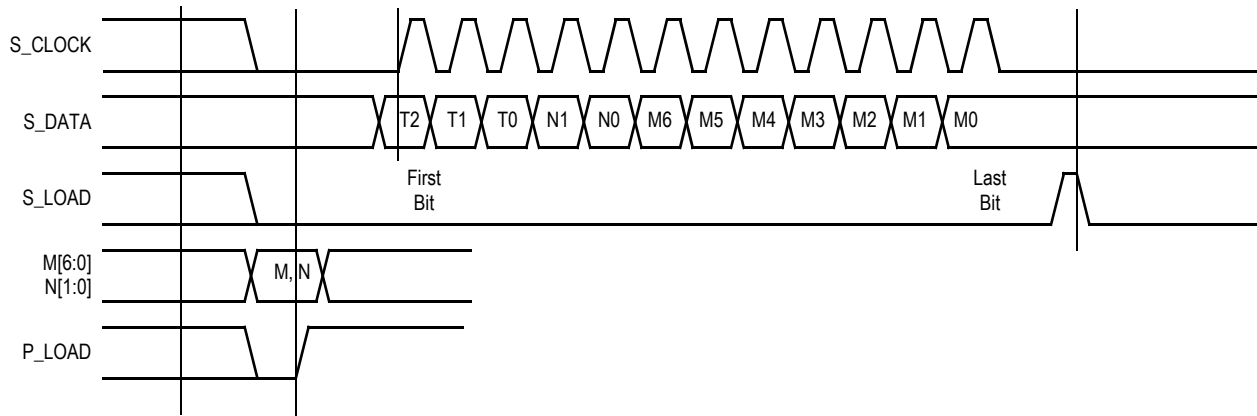 S_CLOCK
S_DATA
T2 T1 T0 N1 N0 M6 M5 M4 M3 M2 M1 M0
First
Bit
Last
Bit
S_LOAD
M[6:0]
N[1:0]
M, N
P_LOAD